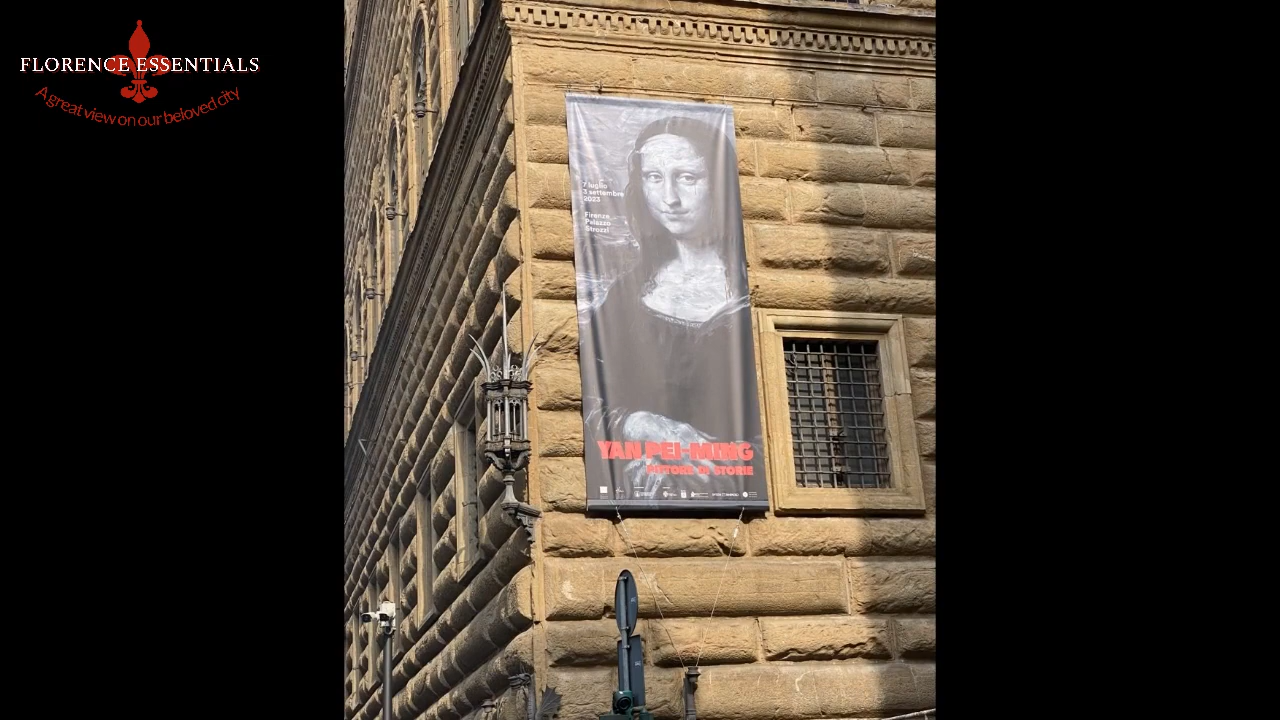 FLORENCE ESSENTIALS
A great view on our beloved city
7 luglio
3 settembre
2023
Firenze
Palazzo
Strozzi
YAN PEI-MING
PITTORE DI STORIE